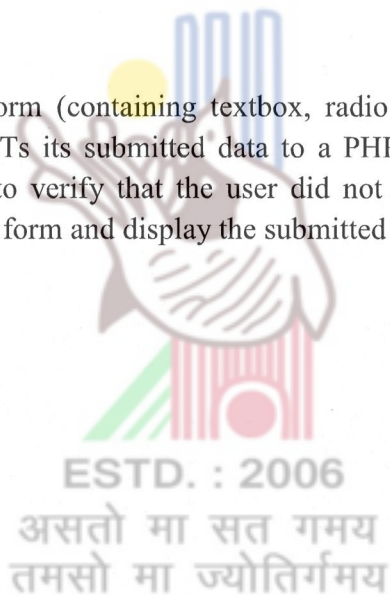 orm (containing textbox, radio
Ts its submitted data to a PH
to verify that the user did not
form and display the submitted
ESTD. : 2006
असतो मा सत गमय
तमसो मा ज्योतिर्गमय